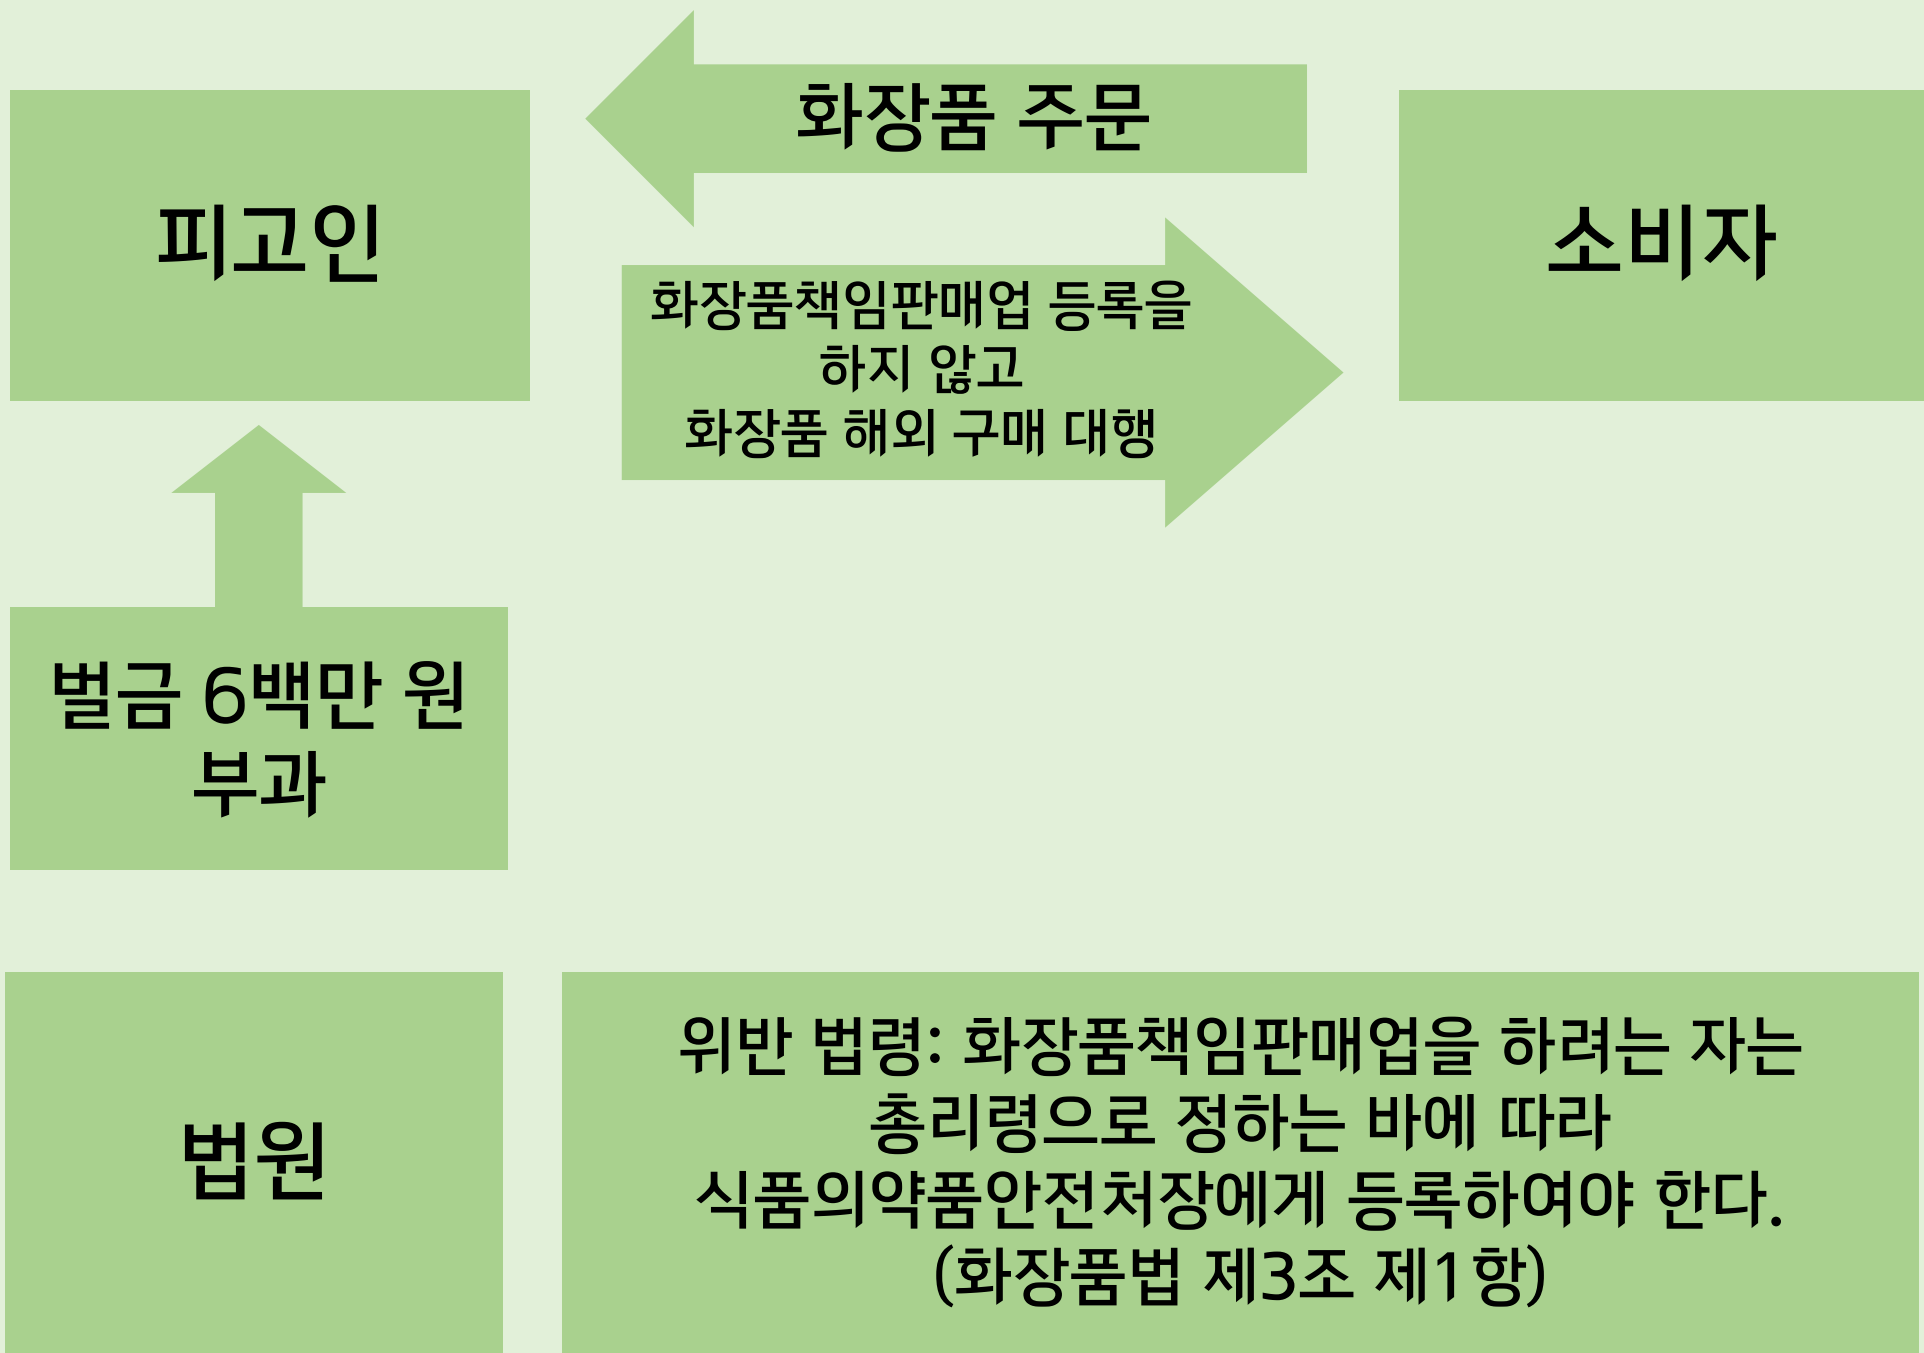 화장품 주문
피고인
소비자
화장품책임판매업 등록을
하지 않고
화장품 해외 구매 대행
벌금 6백만 원
부과
법원
위반 법령: 화장품책임판매업을 하려는 자는
총리령으로 정하는 바에 따라
식품의약품안전처장에게 등록하여야 한다.
(화장품법 제3조 제1항)